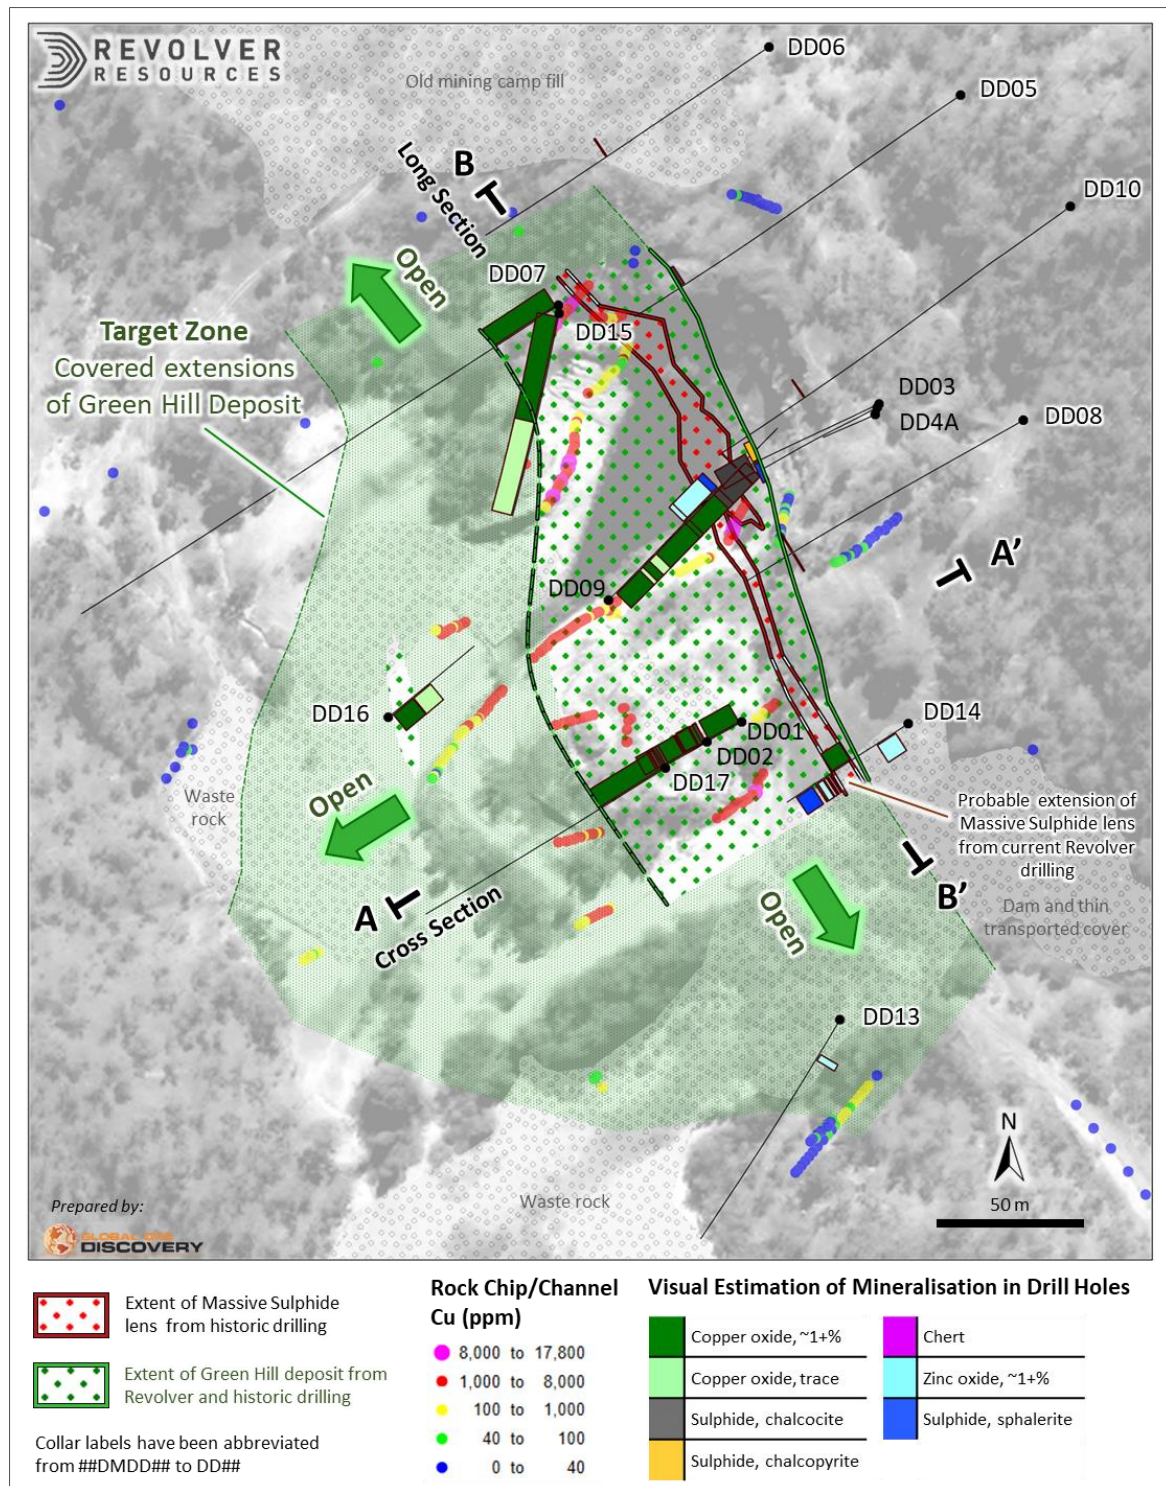 REVOLVER
RESOURCES
Old mining camp fill
DD06
DD05
DD10
B
Long Section
Open
DD07
DD15
Target Zone
Covered extensions
of Green Hill Deposit
DD03
DD4A
DD08
A'
DD09
DD16
DD01
DD02
DD17
DD14
Waste
rock
Open
Probable extension of
Massive Sulphide lens
from current Revolver
drilling
A
Cross Section
B'
Open
Dam and thin
transported cover
DD13
N
50 m
Waste rock
Prepared by:
GLOBAL ORE
DISCOVERY
Extent of Massive Sulphide
lens from historic drilling
Extent of Green Hill deposit from
Revolver and historic drilling
Collar labels have been abbreviated
from ##DMDD## to DD##
Rock Chip/Channel
Cu (ppm)
8,000 to 17,800
1,000 to 8,000
100 to 1,000
40 to 100
0 to 40
Visual Estimation of Mineralisation in Drill Holes
Copper oxide, ~1+%
Copper oxide, trace
Sulphide, chalcocite
Sulphide, chalcopyrite
Chert
Zinc oxide, ~1+%
Sulphide, sphalerite